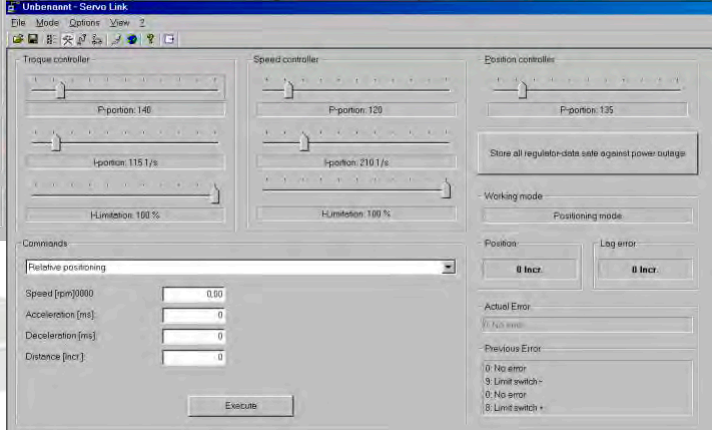 Unbenannt - Servo Link
File Mode Options View ?
Troque controller
P-portion: 140
I-portion: 115 1/s
I-Limitation: 100 %
Speed controller
P-portion: 120
I-portion: 210 1/s
I-Limitation: 100 %
Position controller
P-portion: 135
Store all regulator-data safe against power outage
Working mode
Positioning mode
Position
0 Incr.
Lag error
0 Incr.
Commands
Relative positioning
Speed [rpm]0000 0,00
Acceleration [ms]: 0
Deceleration [ms]: 0
Distance [incr.]: 0
Execute
Actual Error
0: No error
Previous Error
0: No error
9: Limit switch -
0: No error
8: Limit switch +